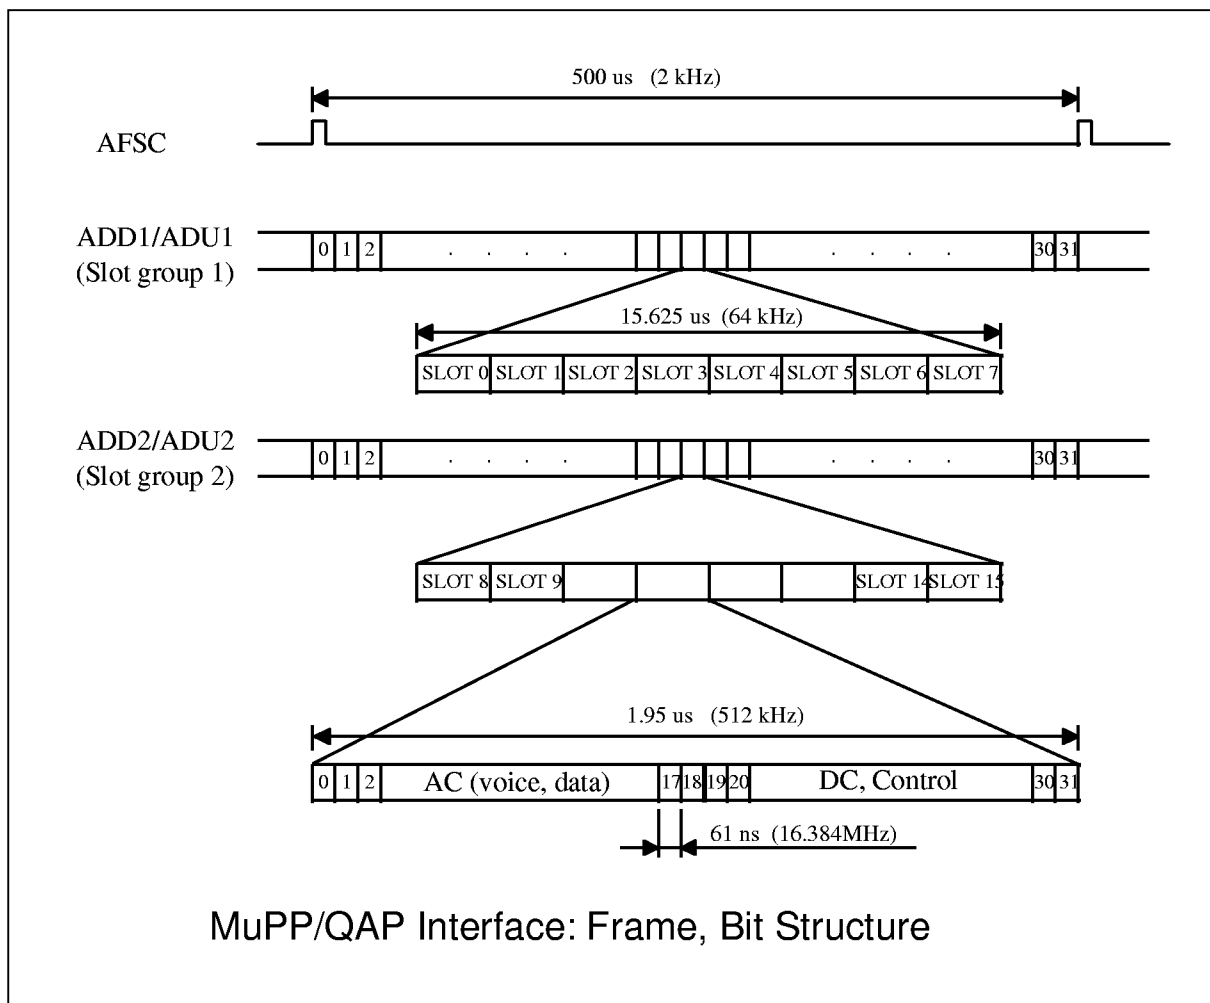 500 us (2 kHz)
AFSC
ADD1/ADU1
(Slot group 1)
0 1 2 . . . . . . . . 30 31
15.625 us (64 kHz)
SLOT 0 SLOT 1 SLOT 2 SLOT 3 SLOT 4 SLOT 5 SLOT 6 SLOT 7
ADD2/ADU2
(Slot group 2)
0 1 2 . . . . . . . . 30 31
SLOT 8 SLOT 9 SLOT 14 SLOT 15
1.95 us (512 kHz)
0 1 2 AC (voice, data) 17 18 19 20 DC, Control 30 31
61 ns (16.384MHz)
MuPP/QAP Interface: Frame, Bit Structure